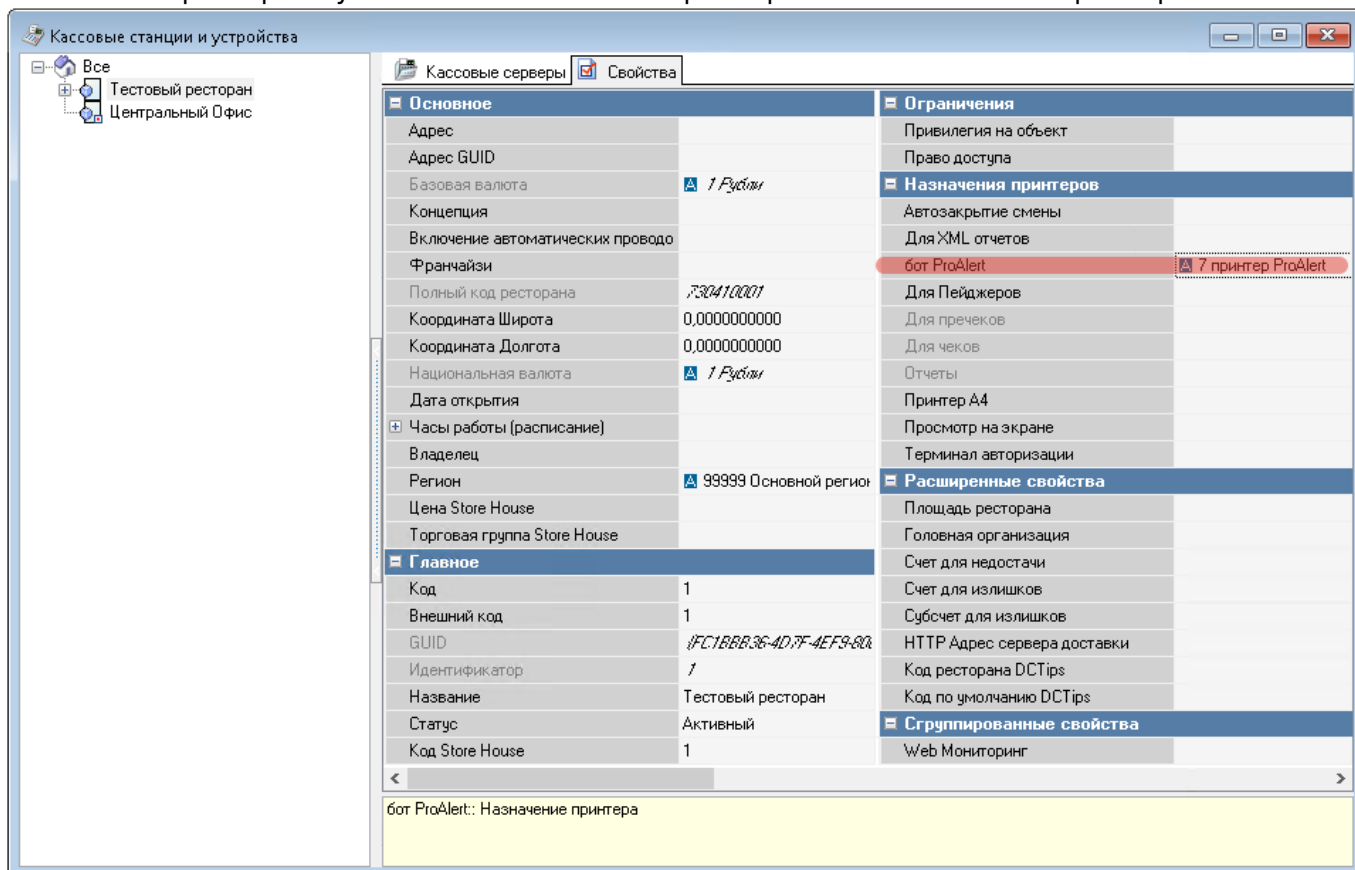 Кассовые станции и устройства
Все
Тестовый ресторан
Центральный Офис
Кассовые серверы
Свойства
Основное
Адрес
Адрес GUID
Базовая валюта 1 Рубли
Концепция
Включение автоматических проводо
Франчайзи
Полный код ресторана 730410001
Координата Широта 0,0000000000
Координата Долгота 0,0000000000
Национальная валюта 1 Рубли
Дата открытия
Часы работы (расписание)
Владелец
Регион 99999 Основной регион
Цена Store House
Торговая группа Store House
Главное
Код 1
Внешний код 1
GUID
Идентификатор 1
Название Тестовый ресторан
Статус Активный
Код Store House 1
Ограничения
Привилегия на объект
Право доступа
Назначения принтеров
Автозакрытие смены
Для XML отчетов
бот ProAlert 7 принтер ProAlert
Для Пейджеров
Для пречеков
Для чеков
Отчеты
Принтер A4
Просмотр на экране
Терминал авторизации
Расширенные свойства
Площадь ресторана
Головная организация
Счет для недостачи
Счет для излишков
Субсчет для излишков
HTTP Адрес сервера доставки
Код ресторана DCTips
Код по умолчанию DCTips
Сгруппированные свойства
Web Мониторинг
бот ProAlert:: Назначение принтера